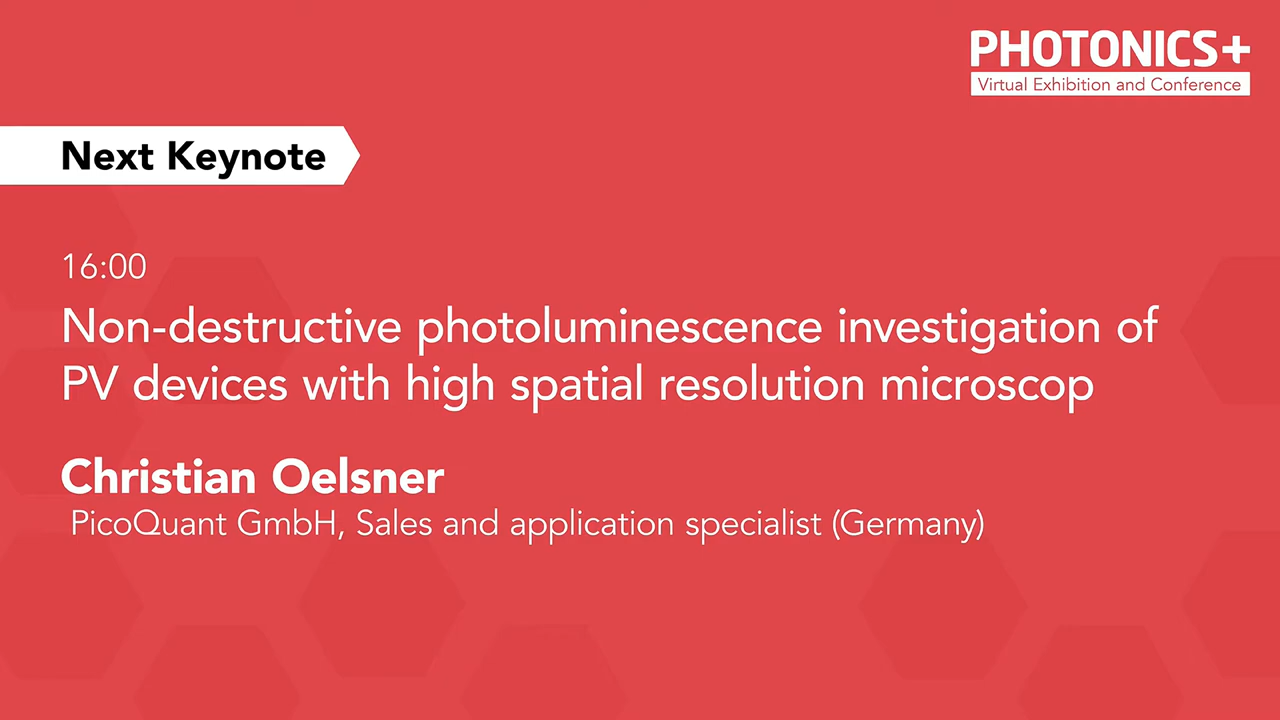 PHOTONICS+
Virtual Exhibition and Conference
Next Keynote
16:00
Non-destructive photoluminescence investigation of
PV devices with high spatial resolution microscop
Christian Oelsner
PicoQuant GmbH, Sales and application specialist (Germany)